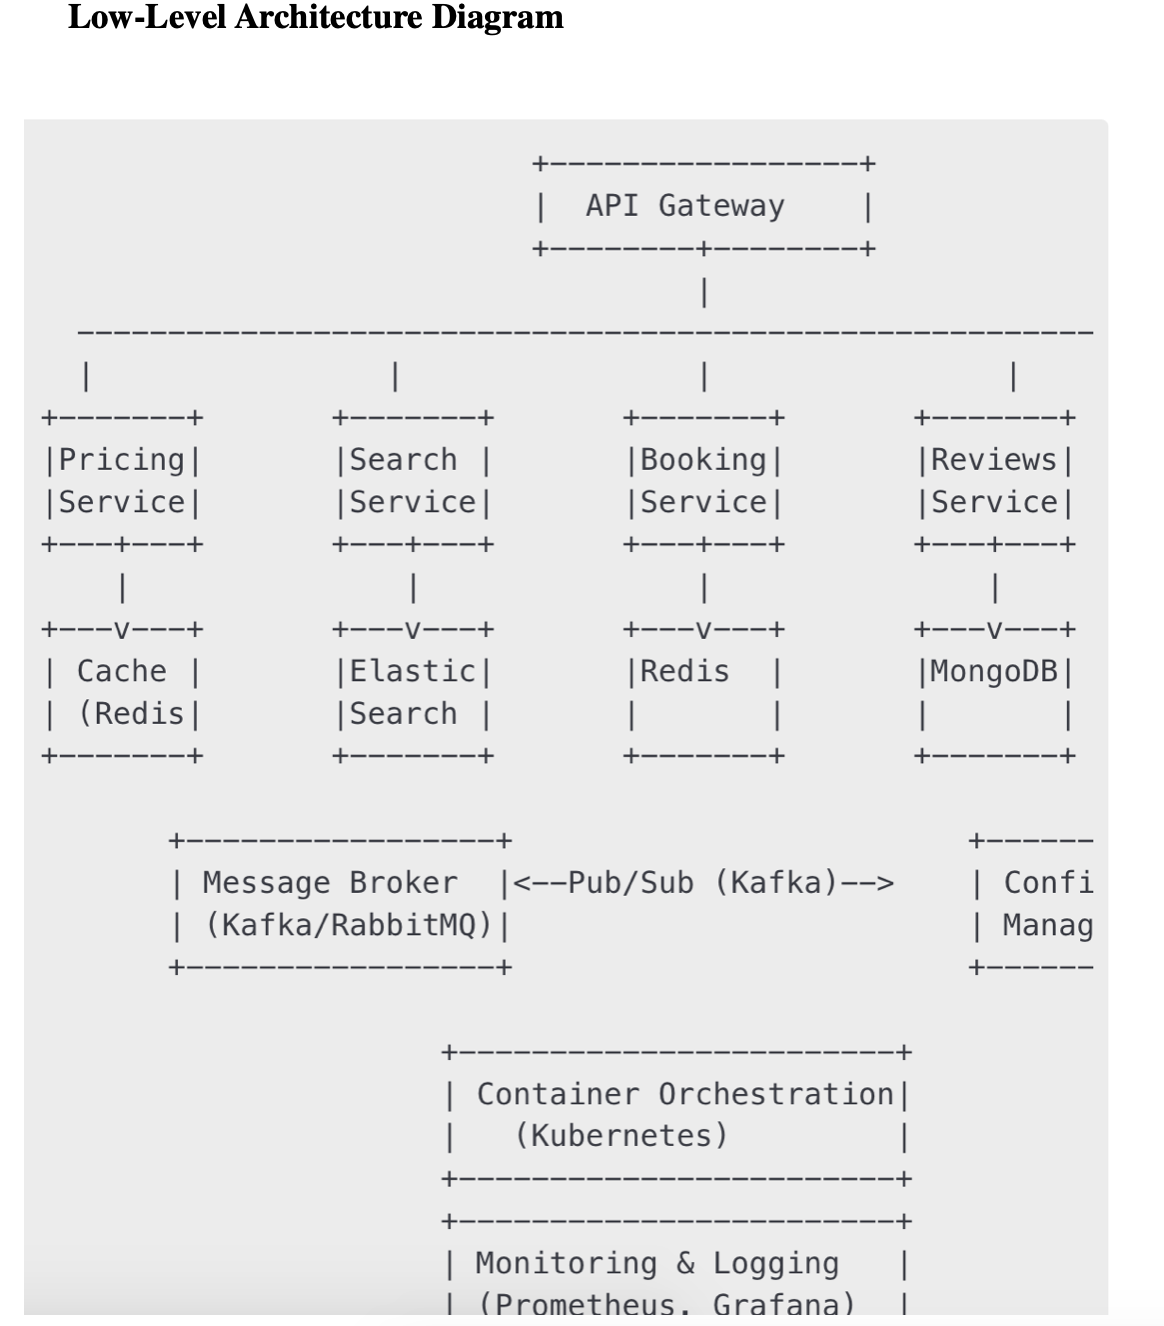 Low-Level Architecture Diagram
+-----------------+
|  API Gateway    |
+--------+--------+
|
--------------------------------------------------------
| | | |
+-------+ +-------+ +-------+ +-------+
|Pricing| |Search | |Booking| |Reviews|
|Service| |Service| |Service| |Service|
+---+---+ +---+---+ +---+---+ +---+---+
| | | |
+---v---+ +---v---+ +---v---+ +---v---+
| Cache | |Elastic| |Redis  | |MongoDB|
| (Redis| |Search | |       | |       |
+-------+ +-------+ +-------+ +-------+
+-----------------+ +------
| Message Broker  |<--Pub/Sub (Kafka)--> | Confi
| (Kafka/RabbitMQ)| | Manag
+-----------------+ +------
+------------------------+
| Container Orchestration|
|   (Kubernetes)         |
+------------------------+
+------------------------+
| Monitoring & Logging   |
| (Prometheus, Grafana)  |